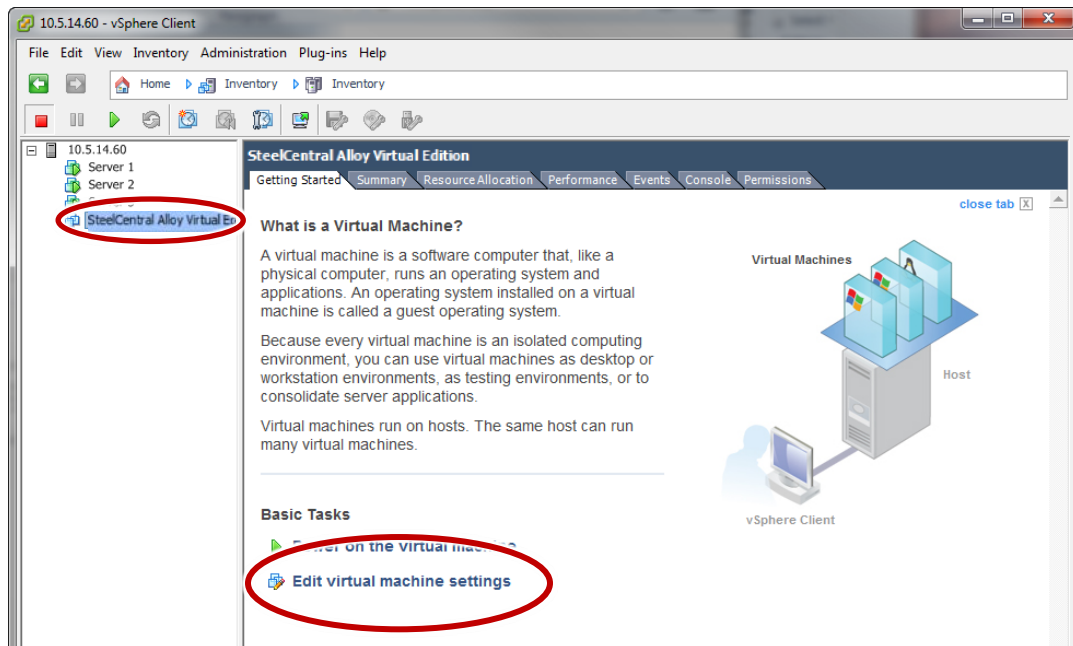 10.5.14.60 - vSphere Client
File Edit View Inventory Administration Plug-ins Help
Home Inventory Inventory
10.5.14.60
Server 1
Server 2
SteelCentral Alloy Virtual
SteelCentral Alloy Virtual Edition
Getting Started Summary Resource Allocation Performance Events Console Permissions
close tab X
What is a Virtual Machine?
A virtual machine is a software computer that, like a
physical computer, runs an operating system and
applications. An operating system installed on a virtual
machine is called a guest operating system.
Because every virtual machine is an isolated computing
environment, you can use virtual machines as desktop or
workstation environments, as testing environments, or to
consolidate server applications.
Virtual machines run on hosts. The same host can run
many virtual machines.
Virtual Machines
Host
vSphere Client
Basic Tasks
Power on the virtual machine
Edit virtual machine settings